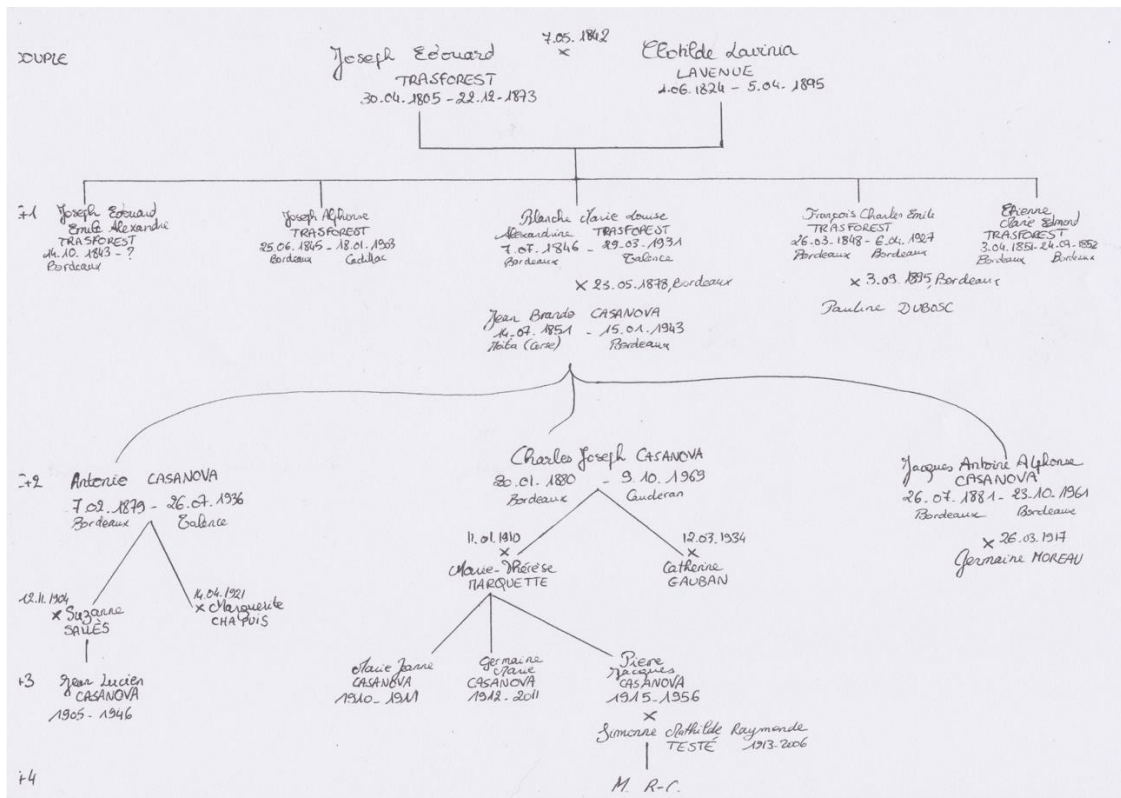 OUPLE
7.05.1842
×
Joseph Edouard
TRASFOREST
30.04.1805 - 22.12-1873
Clotilde Lavinia
LAVENUE
1.06.1824 - 5.04.1895
+1
Joseph Edouard
Emile Alexandre
TRASFOREST
14.10.1843 - ?
Bordeaux
Joseph Alphonse
TRASFOREST
25.06.1845 - 18.01.1903
Bordeaux Cadillac
Blanche Marie Louise
Alexandrine TRASFOREST
7.07.1846 - 29.03-1931
Bordeaux Talence
× 23.05.1878, Bordeaux
Jean Brando CASANOVA
14.07.1851 - 15.01.1943
Moïta (Corse) Bordeaux
François Charles Emile
TRASFOREST
26.03.1848 - 6.04.1927
Bordeaux Bordeaux
× 3.09.1895, Bordeaux
Pauline DUBOSC
Etienne
Marie Edmond
TRASFOREST
3.04.1851-24.09-1852
Bordeaux Bordeaux
+2
Antonio CASANOVA
7.02.1879 - 26.07.1936
Bordeaux Talence
12.11.1904
× Suzanne
SALLÈS
14.04.1921
× Marguerite
CHAPUIS
Charles Joseph CASANOVA
20.01.1880 - 9.10.1969
Bordeaux Caudéran
11.01.1910
×
Marie-Thérèse
MARQUETTE
12.03.1934
×
Catherine
GAUBAN
Jacques Antoine Alphonse
CASANOVA
26.07.1881 - 23.10.1961
Bordeaux Bordeaux
× 26.03.1917
Germaine MOREAU
+3
Jean Lucien
CASANOVA
1905 - 1946
Marie Jeanne
CASANOVA
1910 - 1911
Germaine
Marie
CASANOVA
1912 - 2011
Pierre
Jacques
CASANOVA
1915 - 1956
×
Simonne Mathilde Raymonde
TESTÉ 1913-2006
+4
M. R-C.